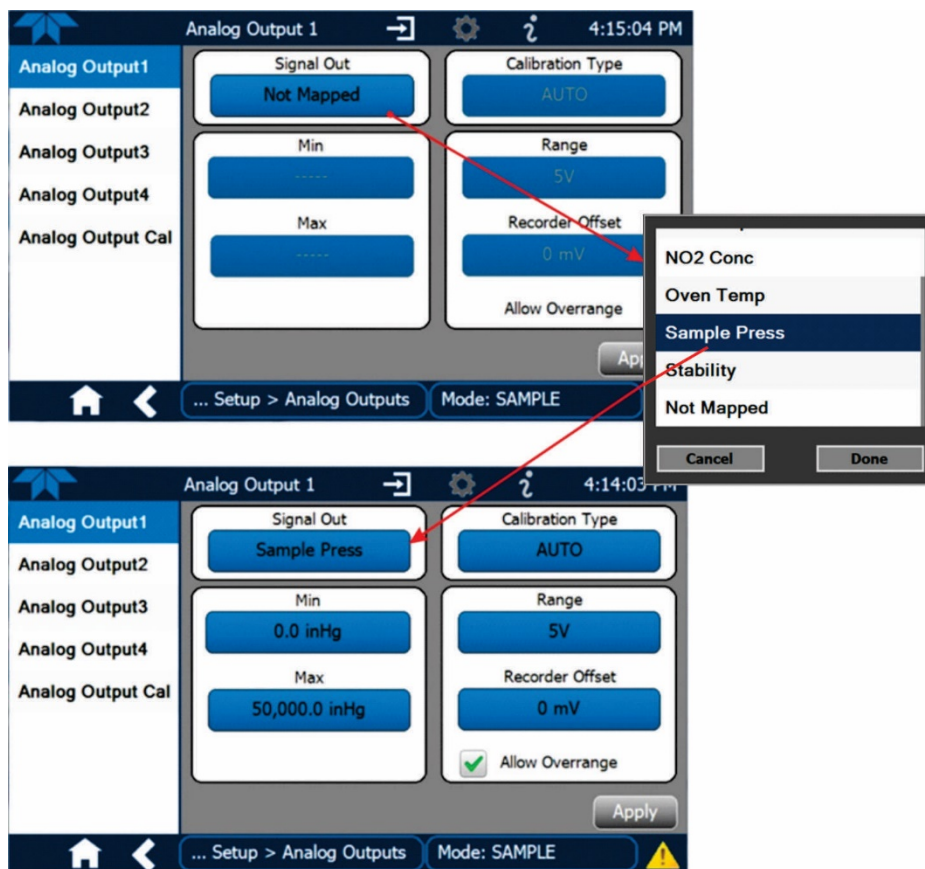 Analog Output 1 4:15:04 PM
Analog Output1
Analog Output2
Analog Output3
Analog Output4
Analog Output Cal
Signal Out
Not Mapped
Calibration Type
AUTO
Min
-----
Max
-----
Range
5V
Recorder Offset
0 mV
Allow Overrange
... Setup > Analog Outputs
Mode: SAMPLE
NO2 Conc
Oven Temp
Sample Press
Stability
Not Mapped
Cancel
Done
Analog Output 1 4:14:03
Analog Output1
Analog Output2
Analog Output3
Analog Output4
Analog Output Cal
Signal Out
Sample Press
Calibration Type
AUTO
Min
0.0 inHg
Max
50,000.0 inHg
Range
5V
Recorder Offset
0 mV
Allow Overrange
Apply
... Setup > Analog Outputs
Mode: SAMPLE